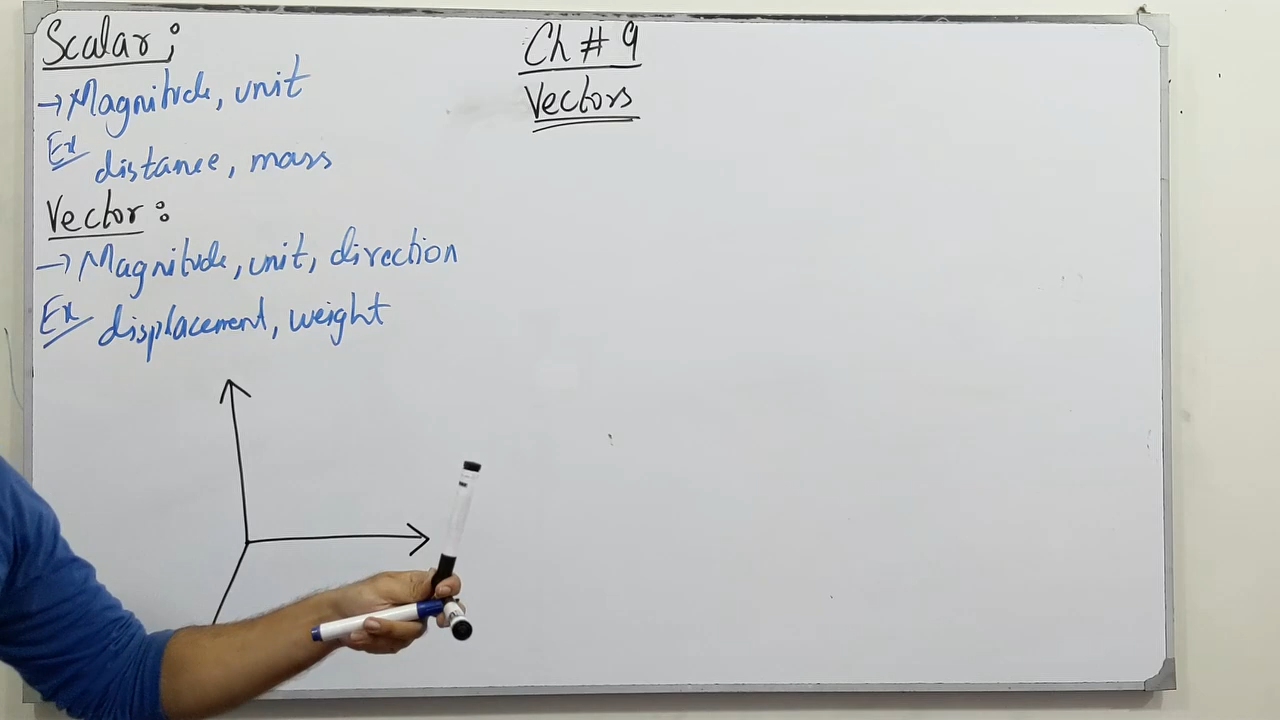 Scalar:
→ Magnitude, unit
Ex distance, mass
Vector:
→ Magnitude, unit, direction
Ex displacement, weight
Ch # 9
Vectors